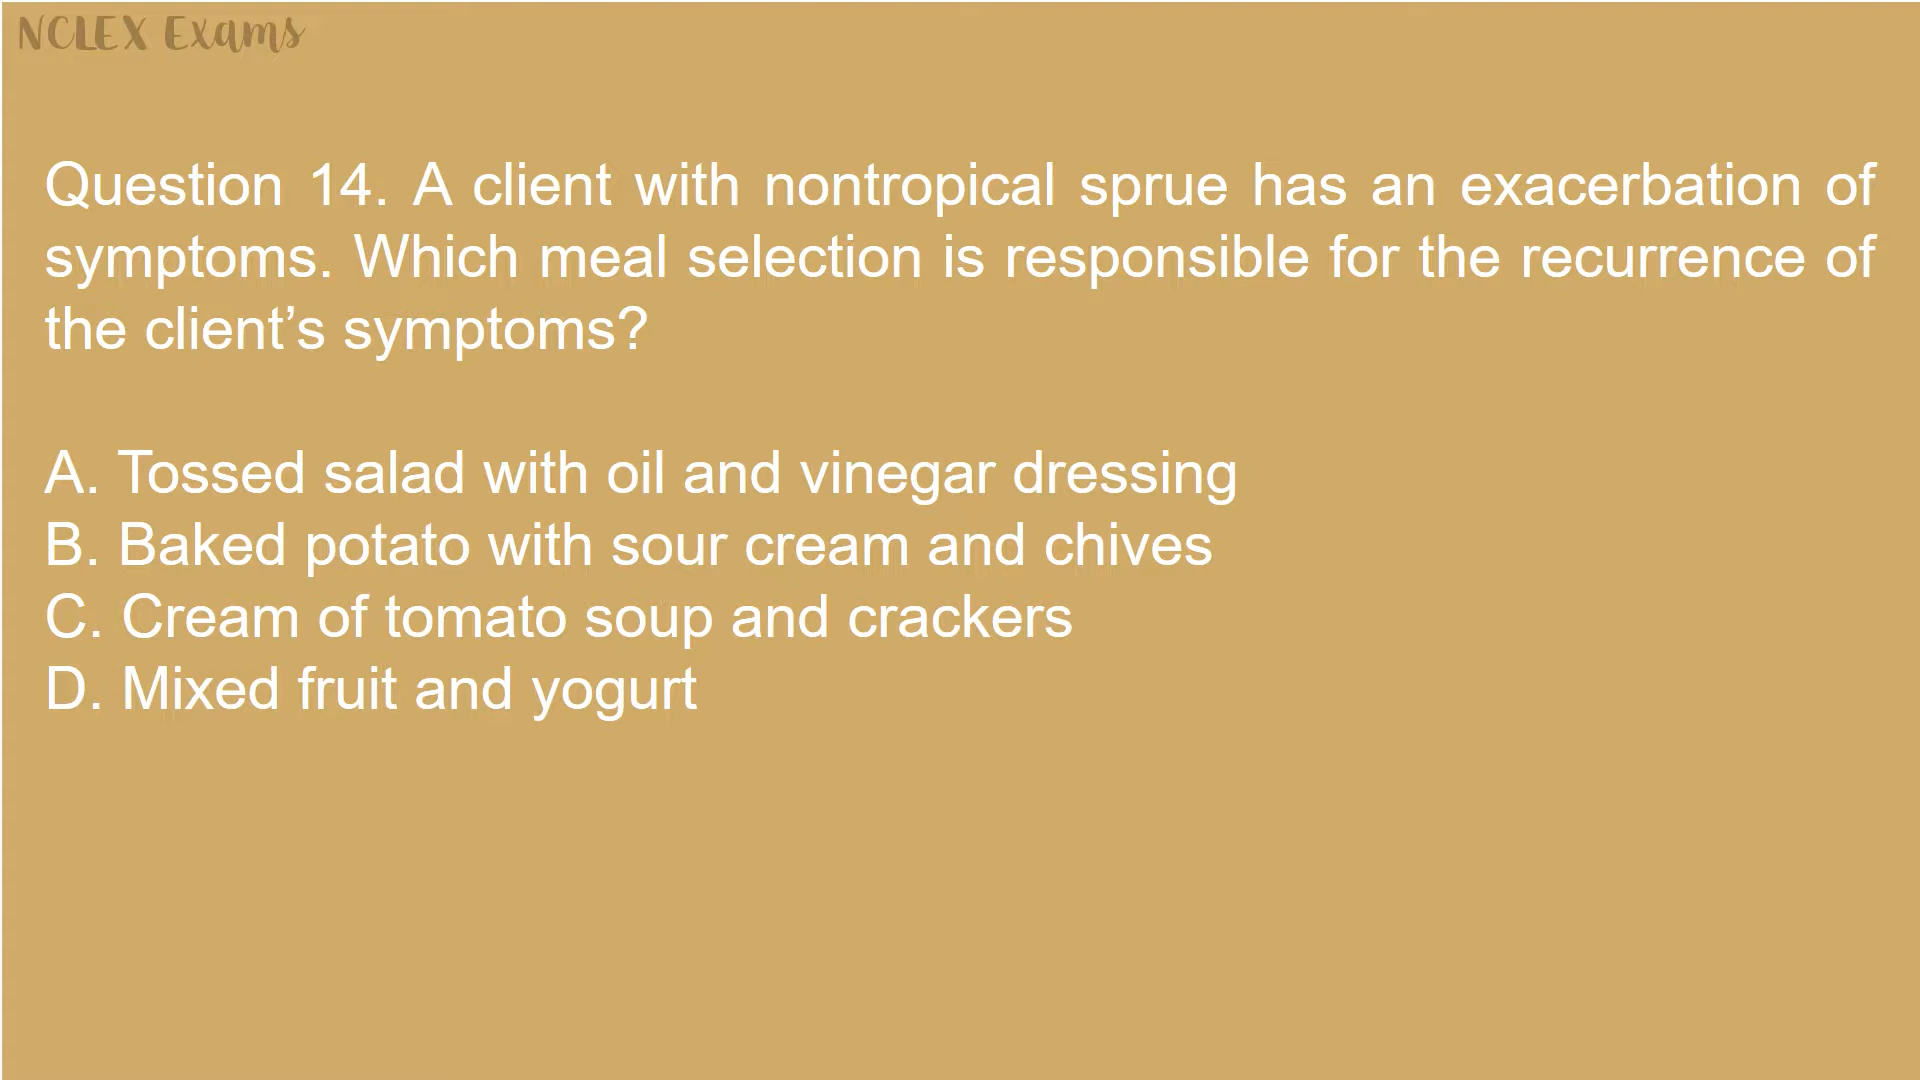 NCLEX Exams
Question 14. A client with nontropical sprue has an exacerbation of
symptoms. Which meal selection is responsible for the recurrence of
the client’s symptoms?
A. Tossed salad with oil and vinegar dressing
B. Baked potato with sour cream and chives
C. Cream of tomato soup and crackers
D. Mixed fruit and yogurt